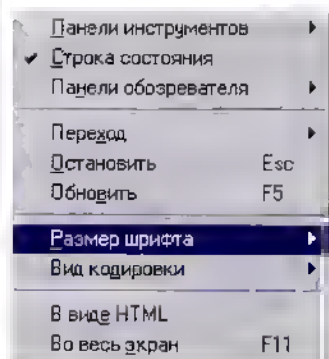 Панели инструментов
Строка состояния
Панели обозревателя
Переход
Остановить Esc
Обновить F5
Размер шрифта
Вид кодировки
В виде HTML
Во весь экран F11